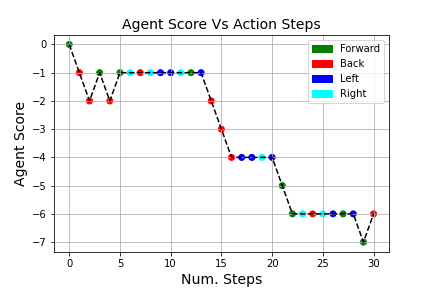 Agent Score Vs Action Steps
0
−1
−2
−3
−4
−5
−6
−7
Agent Score
Forward
Back
Left
Right
0 5 10 15 20 25 30
Num. Steps